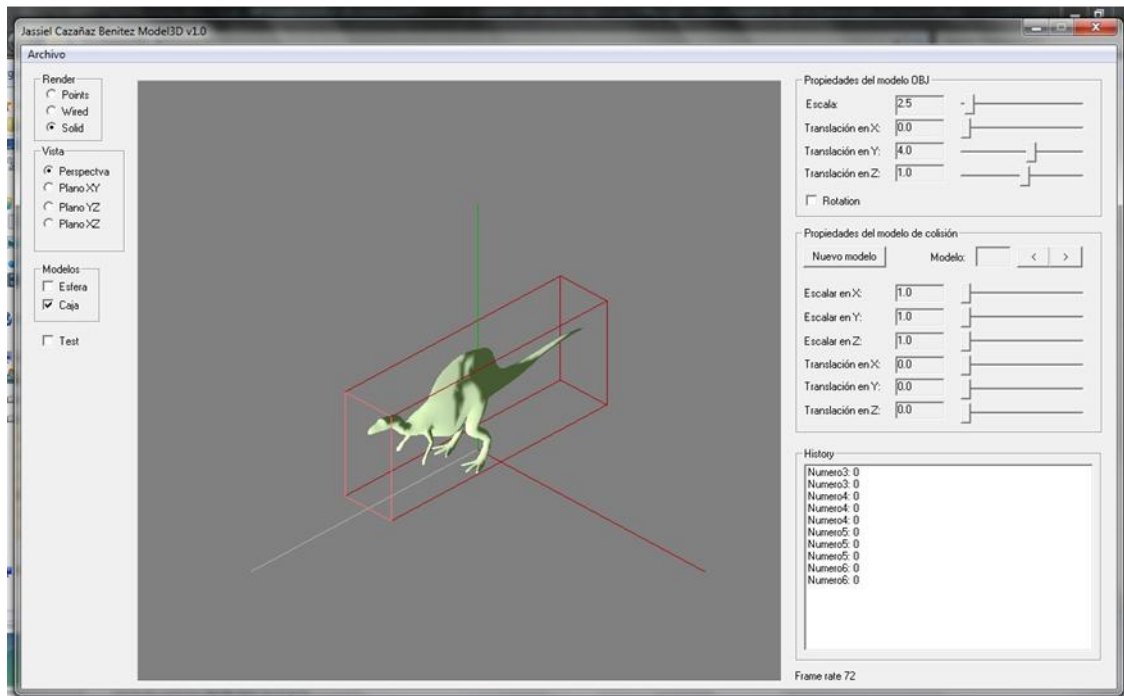 Jassiel Cazañaz Benitez Model3D v1.0
Archivo
Render
Points
Wired
Solid
Vista
Perspectva
Plano XY
Plano YZ
Plano XZ
Modelos
Esfera
Caja
Test
Propiedades del modelo OBJ
Escala: 2.5
Translación en X: 0.0
Translación en Y: 4.0
Translación en Z: 1.0
Rotation
Propiedades del modelo de colisión
Nuevo modelo Modelo: < >
Escalar en X: 1.0
Escalar en Y: 1.0
Escalar en Z: 1.0
Translación en X: 0.0
Translación en Y: 0.0
Translación en Z: 0.0
History
Numero3: 0
Numero3: 0
Numero4: 0
Numero4: 0
Numero4: 0
Numero5: 0
Numero5: 0
Numero5: 0
Numero6: 0
Numero6: 0
Frame rate 72